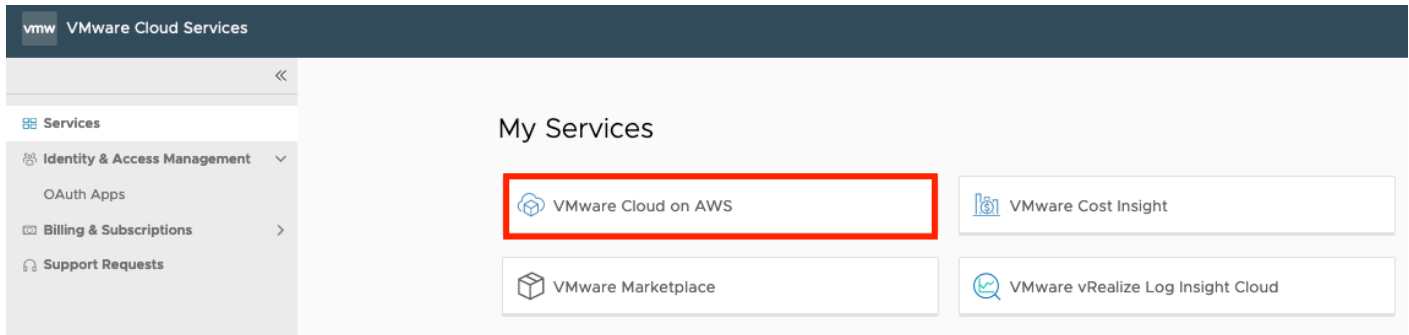 vmw VMware Cloud Services
Services
Identity & Access Management
OAuth Apps
Billing & Subscriptions
Support Requests
My Services
VMware Cloud on AWS
VMware Cost Insight
VMware Marketplace
VMware vRealize Log Insight Cloud